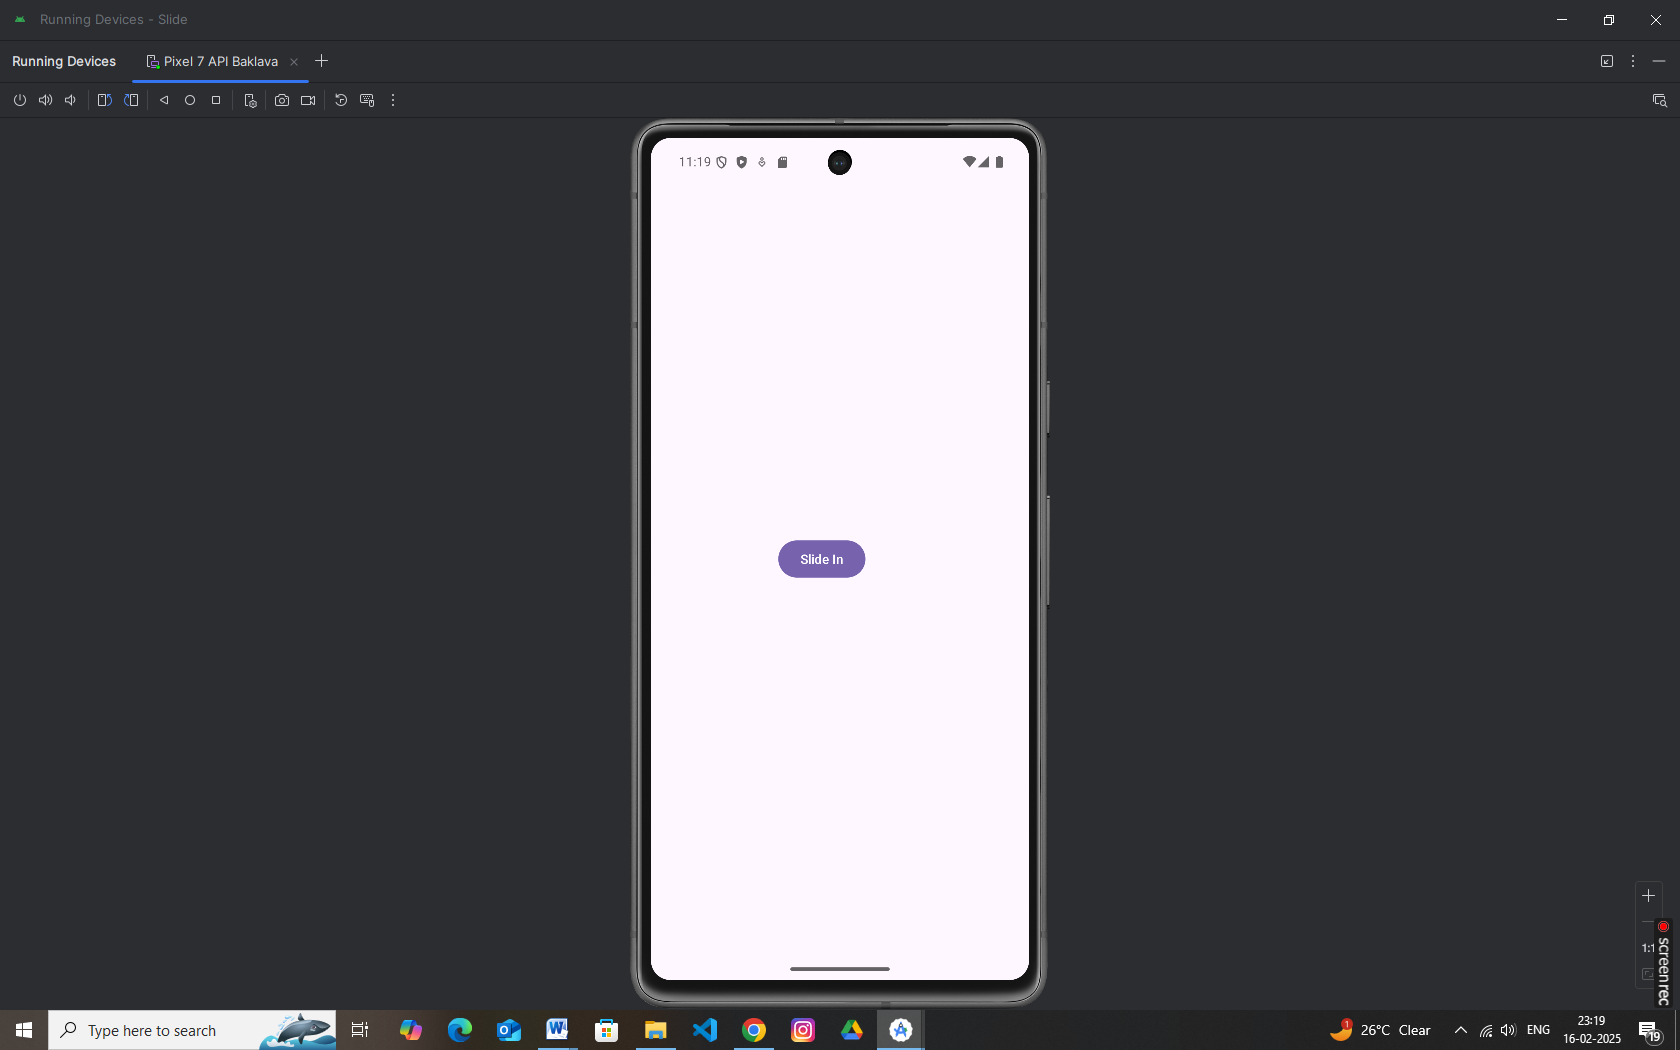 Running Devices - Slide
Running Devices
Pixel 7 API Baklava
11:19
Slide In
1:1
screenrec
Type here to search
1
26°C Clear
ENG
23:19
16-02-2025
19